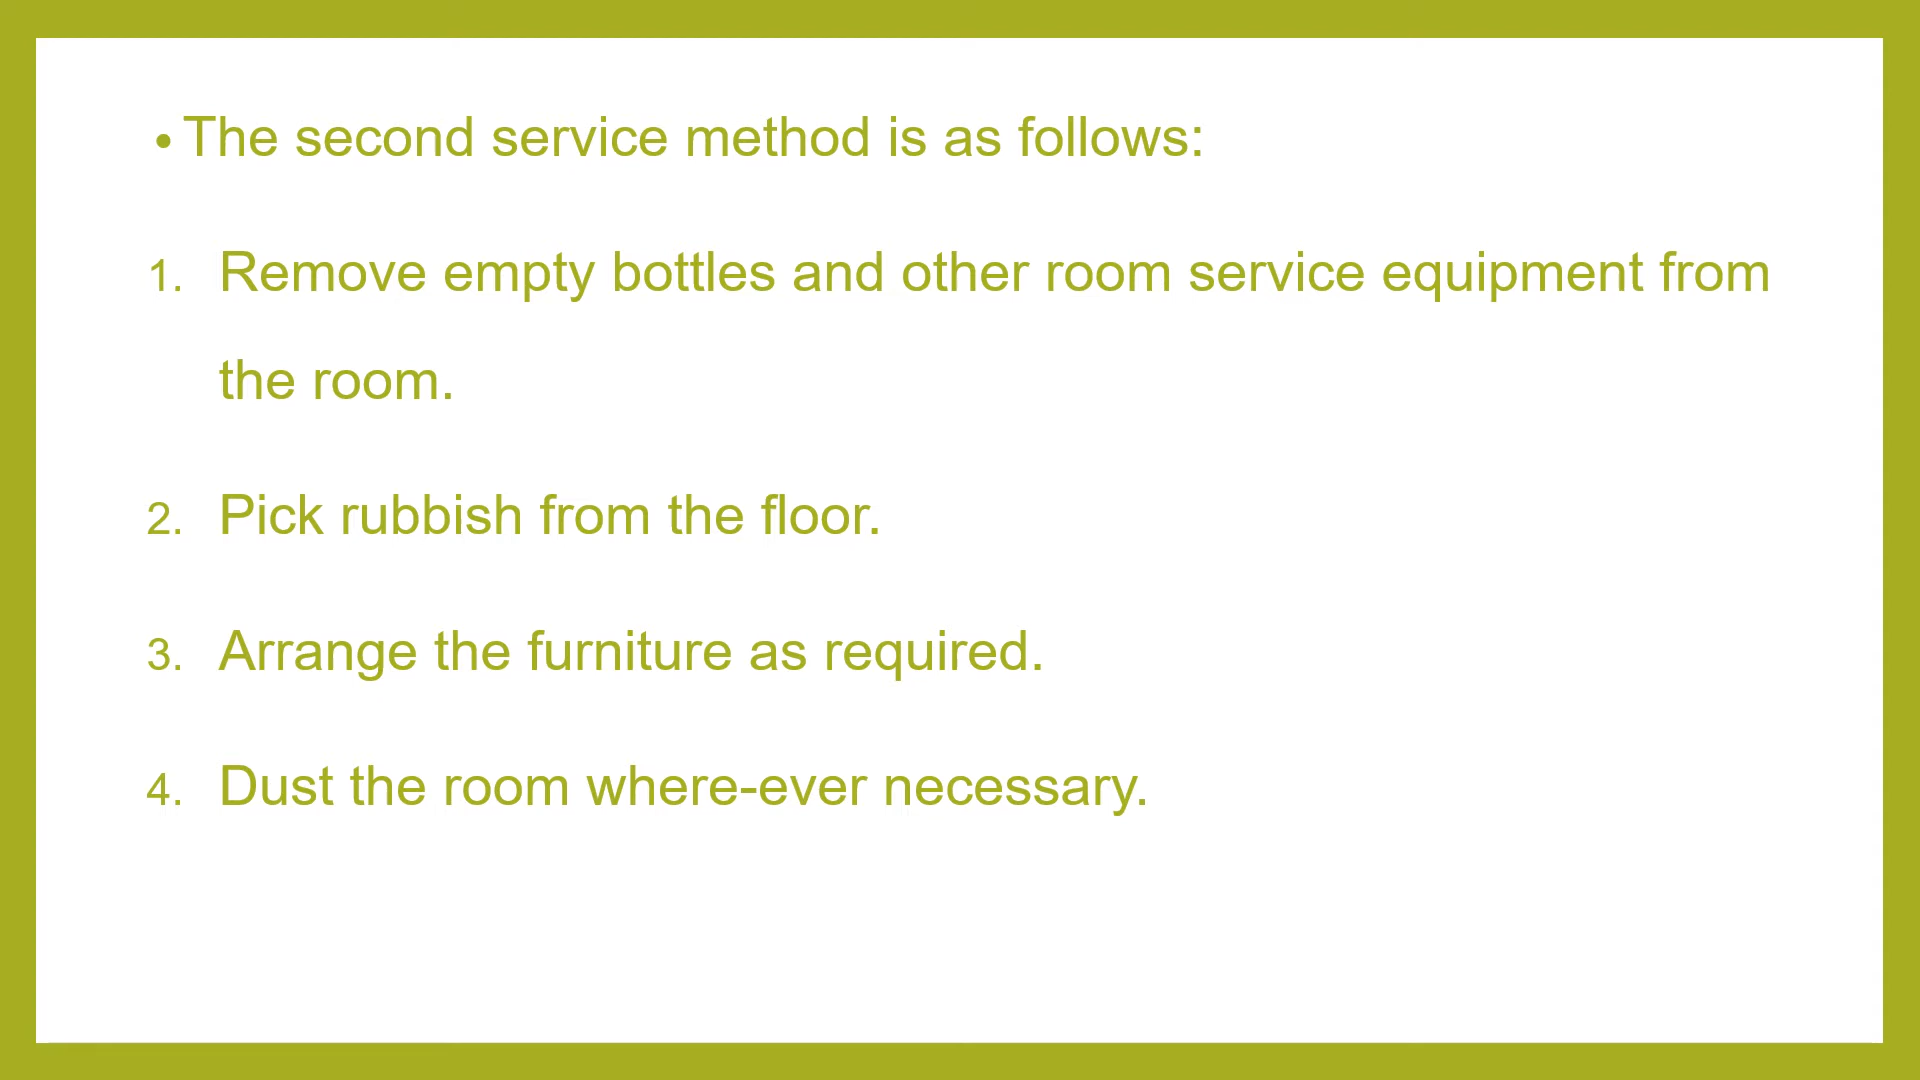 • The second service method is as follows:
1. Remove empty bottles and other room service equipment from
the room.
2. Pick rubbish from the floor.
3. Arrange the furniture as required.
4. Dust the room where-ever necessary.